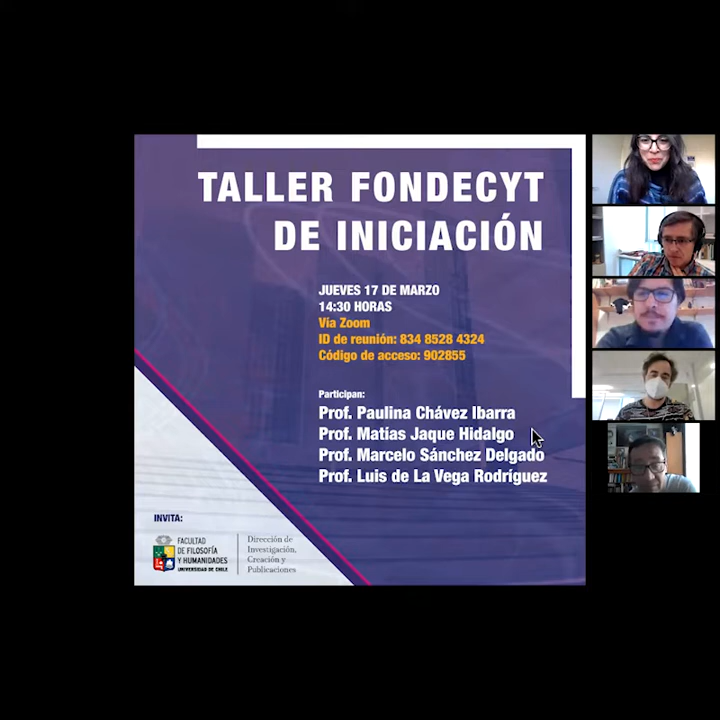 TALLER FONDECYT
DE INICIACIÓN
JUEVES 17 DE MARZO
14:30 HORAS
Vía Zoom
ID de reunión: 834 8528 4324
Código de acceso: 902855
Participan:
Prof. Paulina Chávez Ibarra
Prof. Matías Jaque Hidalgo
Prof. Marcelo Sánchez Delgado
Prof. Luis de La Vega Rodríguez
INVITA:
FACULTAD
DE FILOSOFÍA
Y HUMANIDADES
UNIVERSIDAD DE CHILE
Dirección de
Investigación,
Creación y
Publicaciones